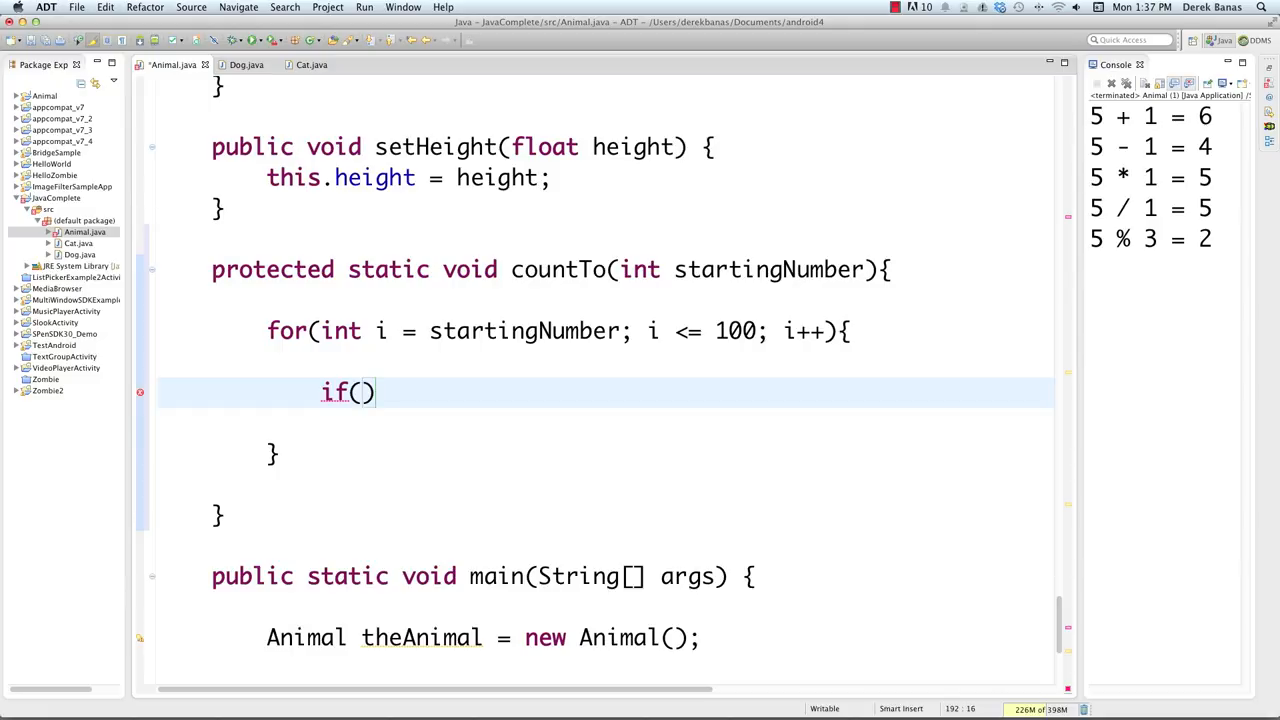 ADT File Edit Refactor Source Navigate Search Project Run Window Help 10 Mon 1:37 PM Derek Banas
Java – JavaComplete/src/Animal.java – ADT – /Users/derekbanas/Documents/android4
Quick Access Java DDMS
Package Exp
Animal
appcompat_v7
appcompat_v7_2
appcompat_v7_3
appcompat_v7_4
BridgeSample
HelloWorld
HelloZombie
ImageFilterSampleApp
JavaComplete
src
(default package)
Animal.java
Cat.java
Dog.java
JRE System Library [Ja
ListPickerExample2Activi
MediaBrowser
MultiWindowSDKExample
MusicPlayerActivity
SlookActivity
SPenSDK30_Demo
TestAndroid
TextGroupActivity
VideoPlayerActivity
Zombie
Zombie2
*Animal.java Dog.java Cat.java
}
public void setHeight(float height) {
this.height = height;
}
protected static void countTo(int startingNumber){
for(int i = startingNumber; i <= 100; i++){
if()
}
}
public static void main(String[] args) {
Animal theAnimal = new Animal();
Console
<terminated> Animal (1) [Java Application] /S
5 + 1 = 6
5 - 1 = 4
5 * 1 = 5
5 / 1 = 5
5 % 3 = 2
Writable Smart Insert 192 : 16 226M of 398M